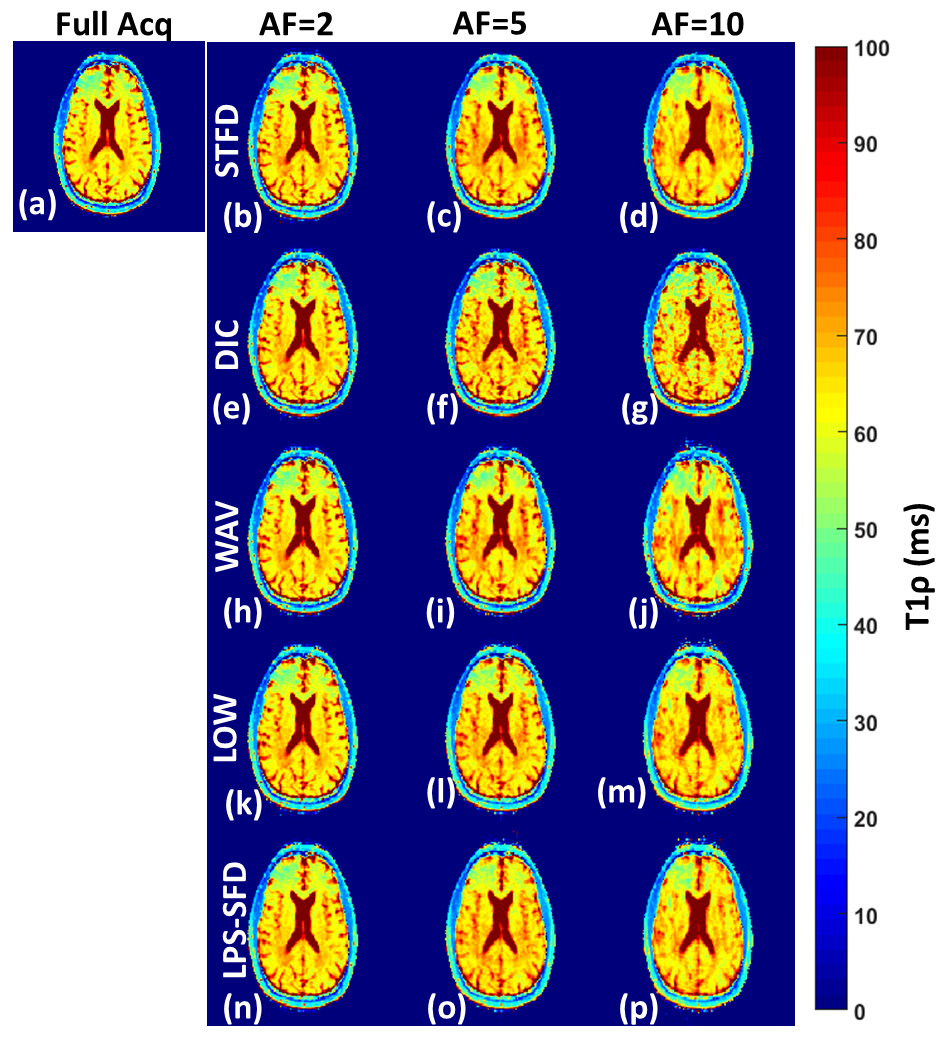 Full Acq AF=2 AF=5 AF=10
(a)
STFD
(b) (c) (d)
DIC
(e) (f) (g)
WAV
(h) (i) (j)
LOW
(k) (l) (m)
LPS-SFD
(n) (o) (p)
100
90
80
70
60
50
40
30
20
10
0
T1ρ (ms)